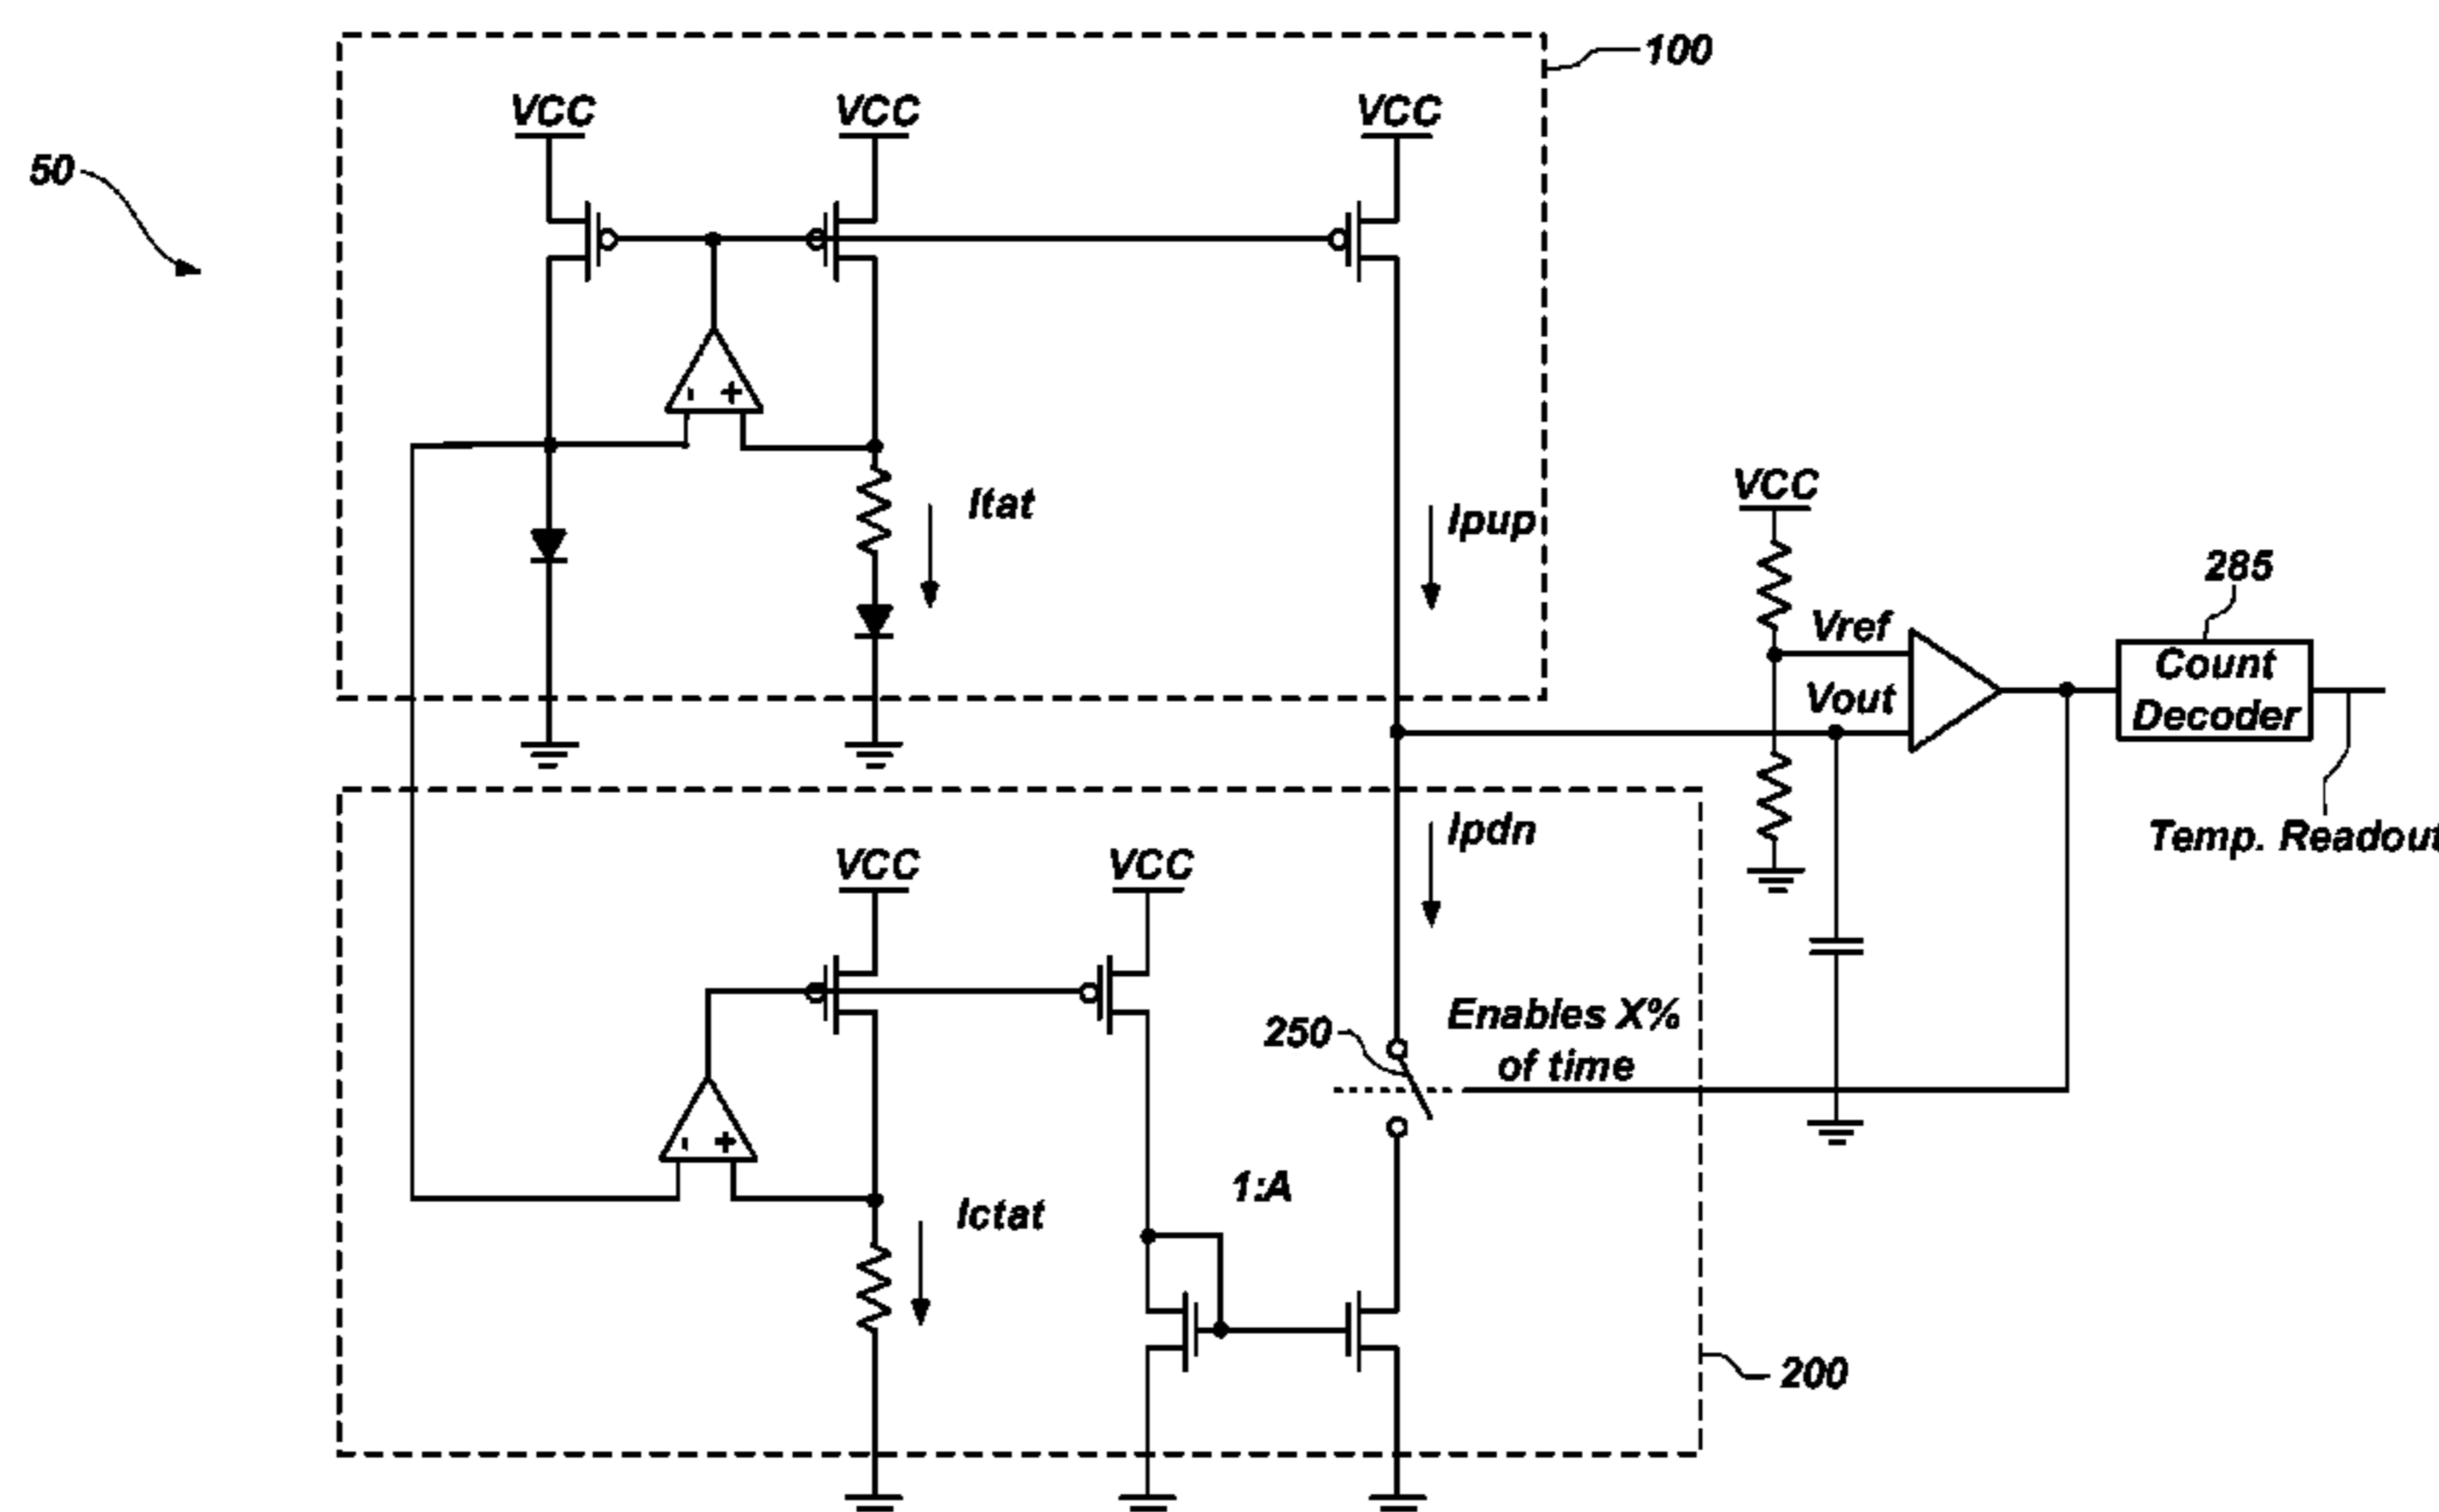 100
VCC
VCC
VCC
50
- +
Itat
Ipup
VCC
285
Vref
Count
Decoder
Vout
Temp. Readout
Ipdn
VCC
VCC
250
Enables X%
of time
- +
1:A
Ictat
200